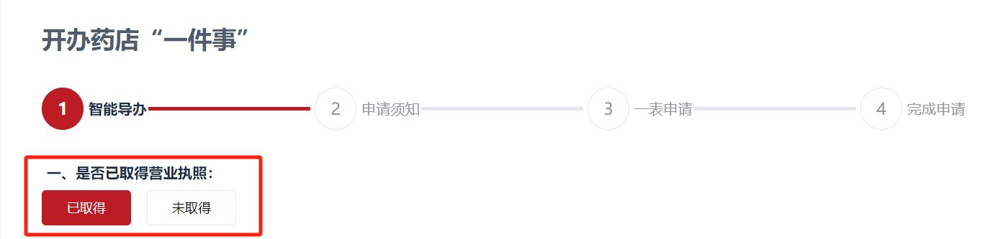 开办药店“一件事”
1 智能导办 2 申请须知 3 一表申请 4 完成申请
一、是否已取得营业执照：
已取得 未取得